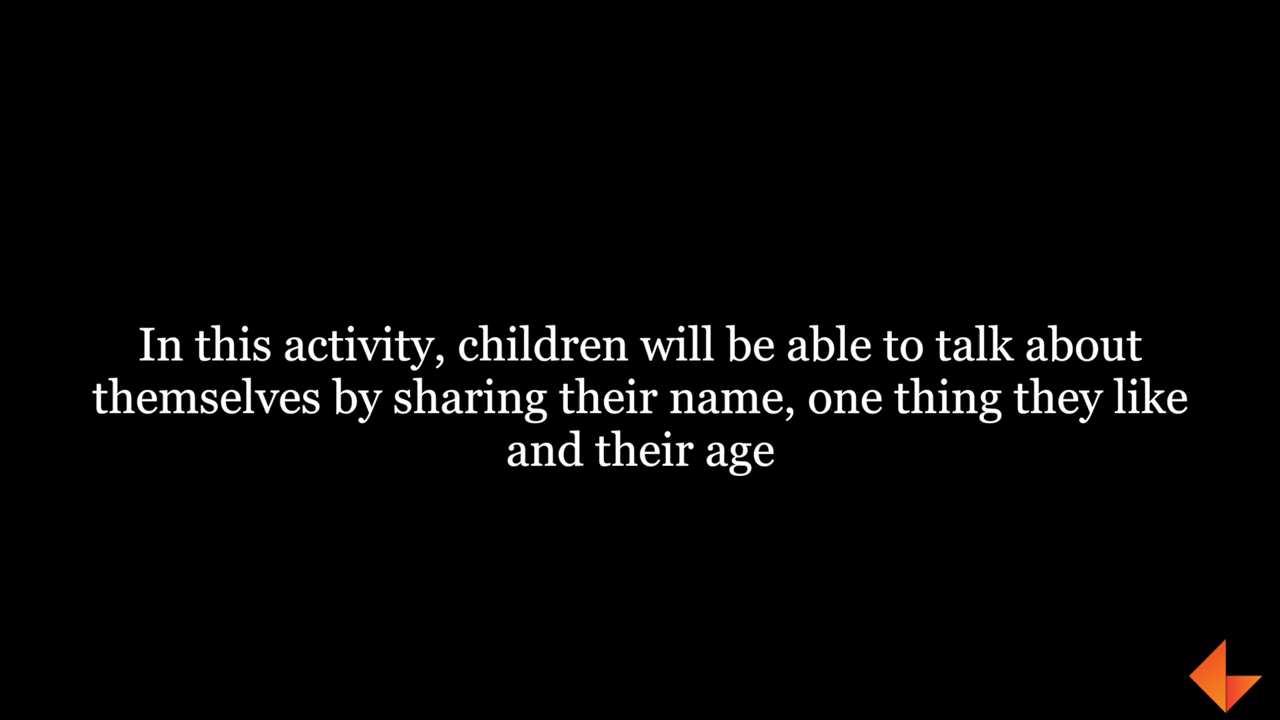 In this activity, children will be able to talk about
themselves by sharing their name, one thing they like
and their age